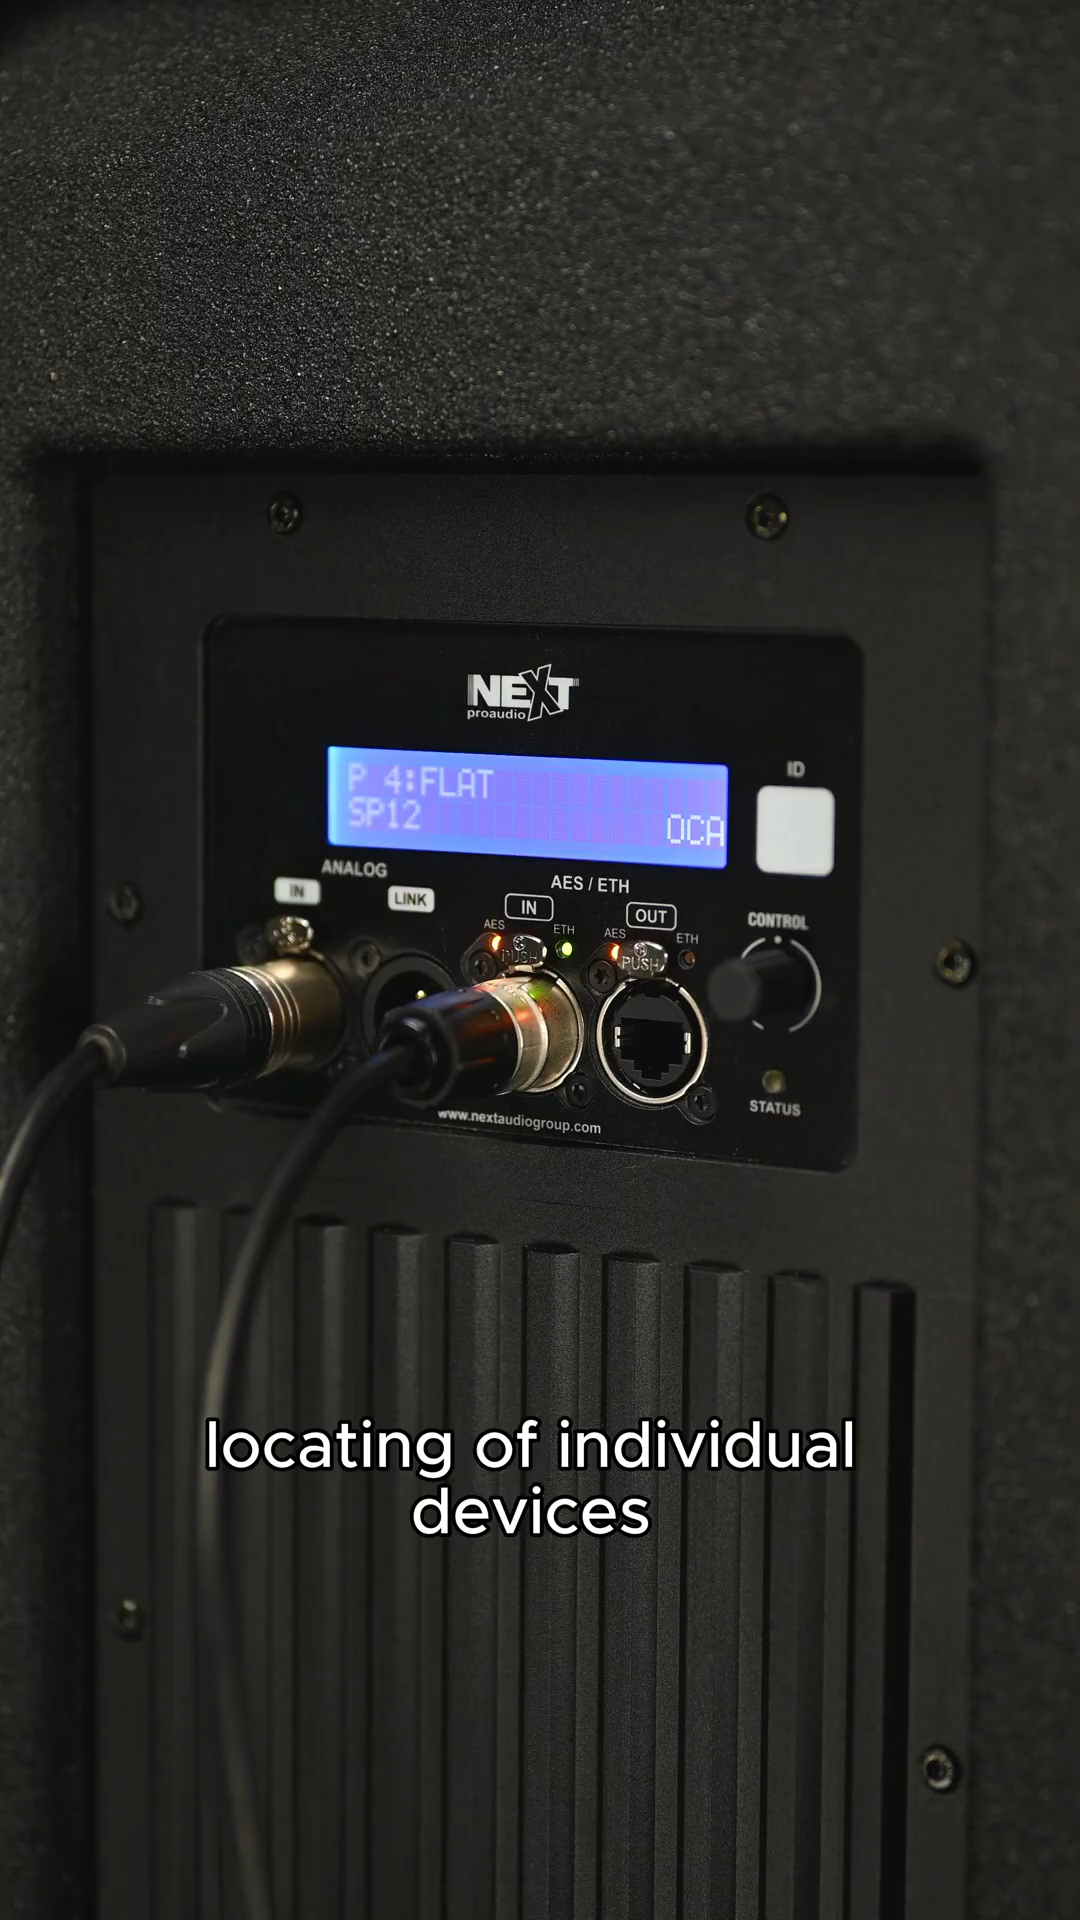 NEXT
proaudio
P 4:FLAT
SP12
OCA
ID
ANALOG
IN
LINK
AES / ETH
IN
OUT
AES
ETH
AES
ETH
PUSH
PUSH
CONTROL
STATUS
www.nextaudiogroup.com
locating of individual
devices